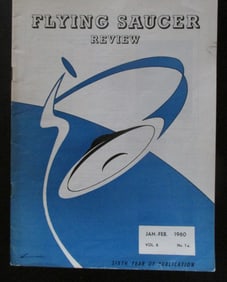 FLYING SAUCER
REVIEW
JAN. FEB. 1960
VOL. 6 No. 1
SIXTH YEAR OF PUBLICATION